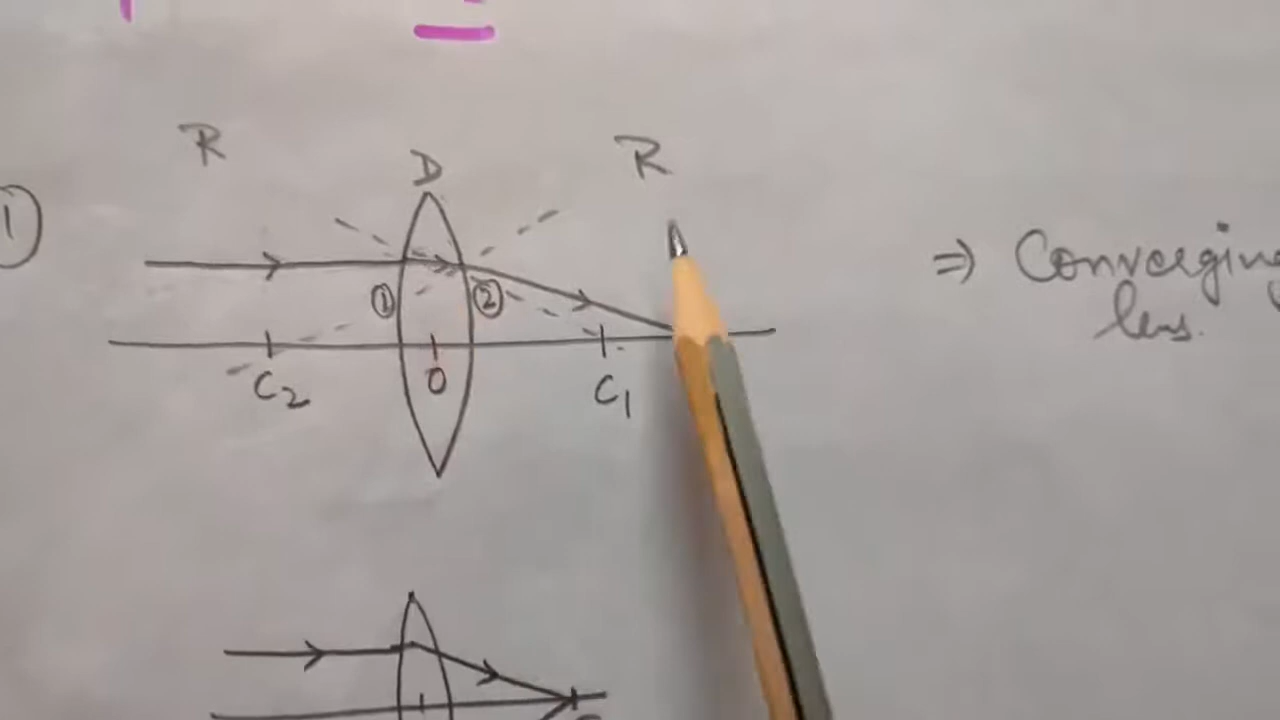 R
D
R
①
①
②
⇒ Converging
lens.
C2
O
C1